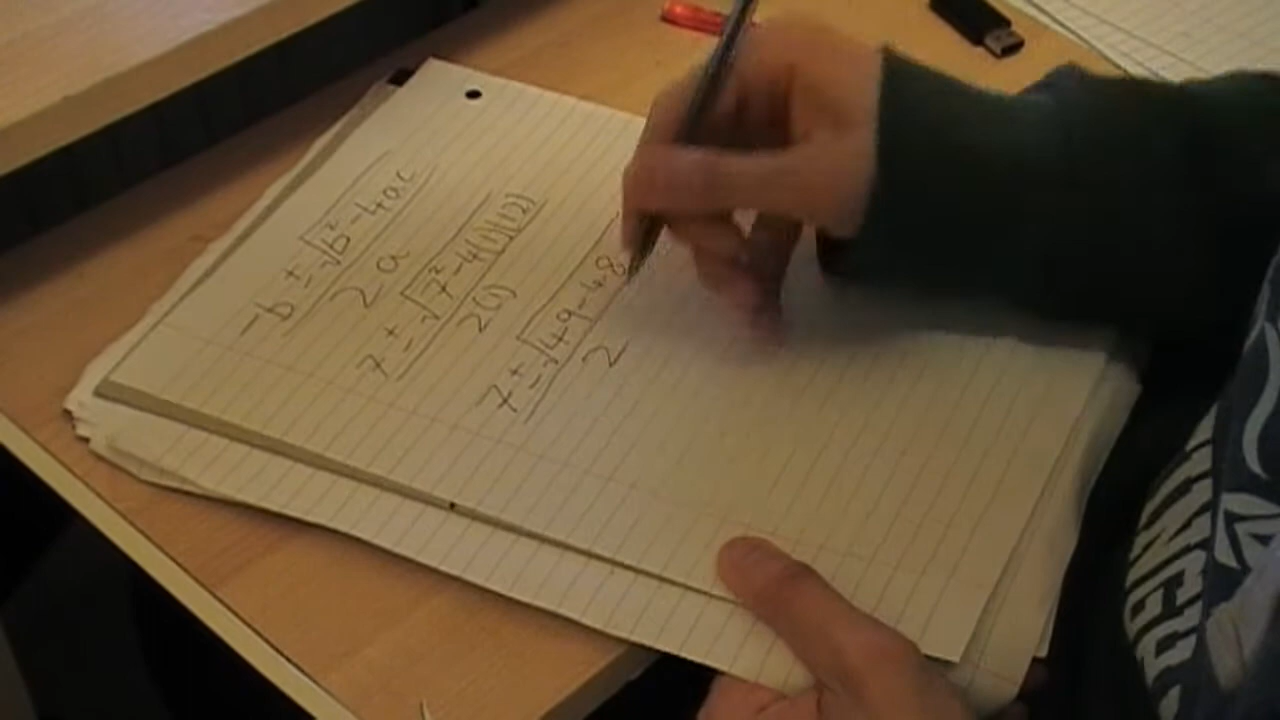 -b ± √b² - 4ac
2a
7 ± √7² - 4(1)(12)
2(1)
7 ± √49 - 48
2